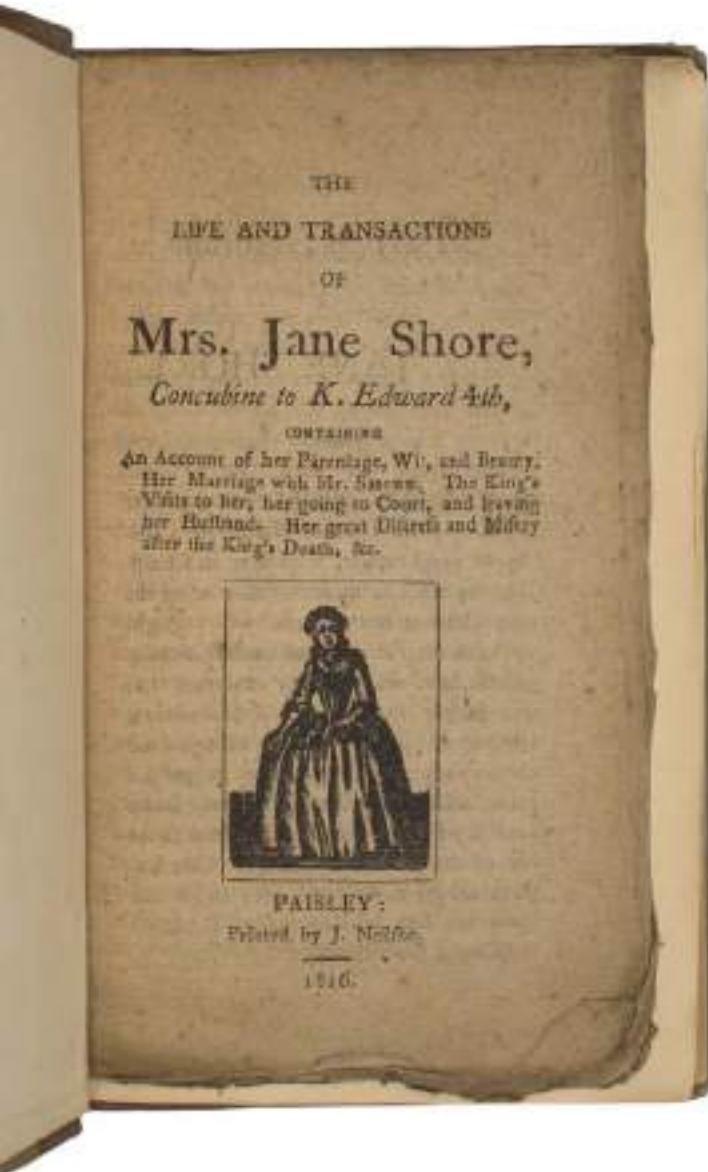 THE
LIFE AND TRANSACTIONS
OF
Mrs. Jane Shore,
Concubine to K. Edward 4th,
CONTAINING
An Account of her Parentage, Wit, and Beauty.
Her Marriage with Mr. The King's
Visits to her, her going to Court, and leaving
her Husband. Her great Distress and Misery
after the King's Death, &c.
PAISLEY:
Printed by J. Neilson.
1816.